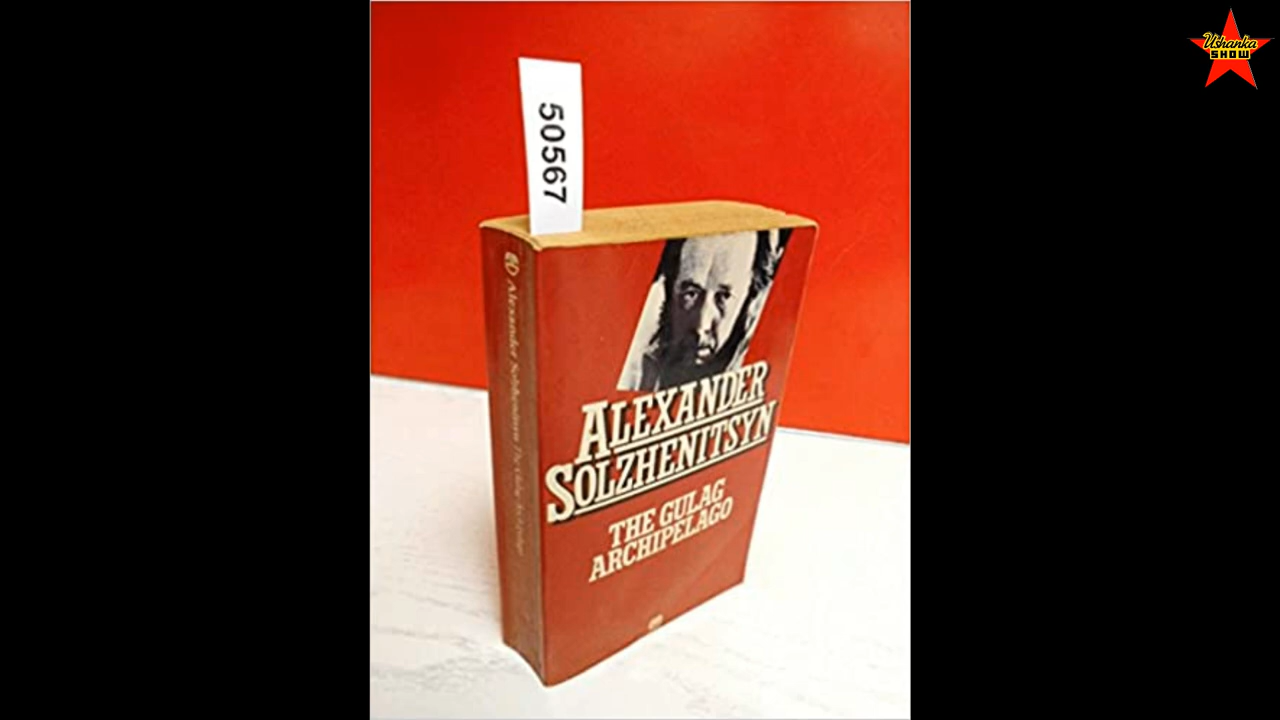 Ushanka
SHOW
50567
ALEXANDER
SOLZHENITSYN
THE GULAG
ARCHIPELAGO
Alexander Solzhenitsyn The Gulag Archipelago